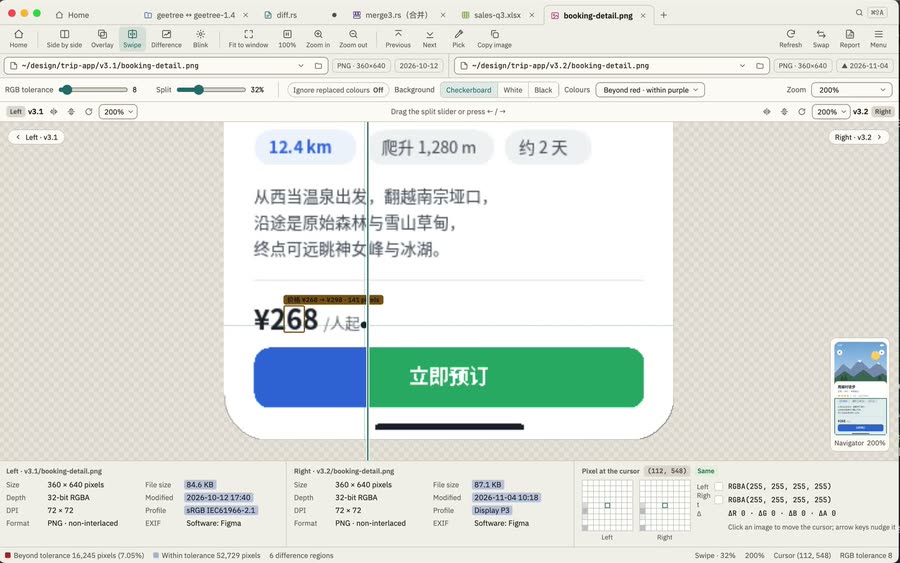 Home
geetree ↔ geetree-1.4
diff.rs
merge3.rs（合并）
sales-q3.xlsx
booking-detail.png
Home
Side by side
Overlay
Swipe
Difference
Blink
Fit to window
100%
Zoom in
Zoom out
Previous
Next
Pick
Copy image
Refresh
Swap
Report
Menu
~/design/trip-app/v3.1/booking-detail.png
PNG · 360×640
2026-10-12
~/design/trip-app/v3.2/booking-detail.png
PNG · 360×640
▲ 2026-11-04
RGB tolerance 8
Split 32%
Ignore replaced colours Off
Background Checkerboard White Black
Colours Beyond red · within purple
Zoom 200%
Left v3.1 200%
Drag the split slider or press ← / →
200% v3.2 Right
Left · v3.1
Right · v3.2
12.4 km
爬升 1,280 m
约 2 天
从西当温泉出发，翻越南宗垭口，
沿途是原始森林与雪山草甸，
终点可远眺神女峰与冰湖。
价格 ¥268 → ¥298 · 141 pixels
¥268 /人起
立即预订
Navigator 200%
Left · v3.1/booking-detail.png
Size 360 × 640 pixels
Depth 32-bit RGBA
DPI 72 × 72
Format PNG · non-interlaced
File size 84.6 KB
Modified 2026-10-12 17:40
Profile sRGB IEC61966-2.1
EXIF Software: Figma
Right · v3.2/booking-detail.png
Size 360 × 640 pixels
Depth 32-bit RGBA
DPI 72 × 72
Format PNG · non-interlaced
File size 87.1 KB
Modified 2026-11-04 10:18
Profile Display P3
EXIF Software: Figma
Pixel at the cursor (112, 548) Same
Left
Right
Left RGBA(255, 255, 255, 255)
Right RGBA(255, 255, 255, 255)
Δ ΔR 0 · ΔG 0 · ΔB 0 · ΔA 0
Click an image to move the cursor; arrow keys nudge it
Beyond tolerance 16,245 pixels (7.05%)
Within tolerance 52,729 pixels
6 difference regions
Swipe · 32%
200%
Cursor (112, 548)
RGB tolerance 8